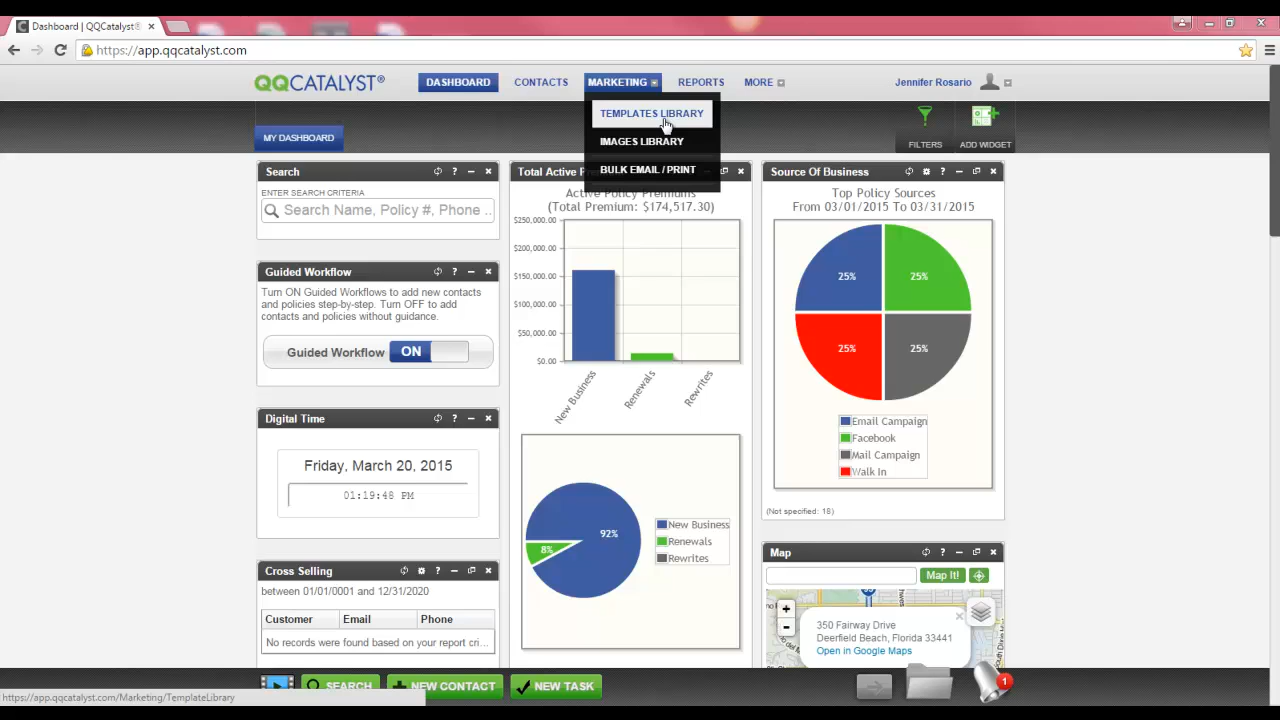 Dashboard | QQCatalyst®
https://app.qqcatalyst.com
QQCATALYST®
DASHBOARD
CONTACTS
MARKETING
REPORTS
MORE
Jennifer Rosario
TEMPLATES LIBRARY
IMAGES LIBRARY
BULK EMAIL / PRINT
MY DASHBOARD
FILTERS
ADD WIDGET
Search
ENTER SEARCH CRITERIA
Search Name, Policy #, Phone ..
Guided Workflow
Turn ON Guided Workflows to add new contacts
and policies step-by-step. Turn OFF to add
contacts and policies without guidance.
Guided Workflow
ON
Digital Time
Friday, March 20, 2015
01:19:48 PM
Cross Selling
between 01/01/0001 and 12/31/2020
Customer
Email
Phone
No records were found based on your report cri...
Total Active P
Active Policy Premiums
(Total Premium: $174,517.30)
$250,000.00
$200,000.00
$150,000.00
$100,000.00
$50,000.00
$0.00
New Business
Renewals
Rewrites
92%
8%
New Business
Renewals
Rewrites
Source Of Business
Top Policy Sources
From 03/01/2015 To 03/31/2015
25%
25%
25%
25%
Email Campaign
Facebook
Mail Campaign
Walk In
(Not specified: 18)
Map
Map It!
+
-
350 Fairway Drive
Deerfield Beach, Florida 33441
Open in Google Maps
SEARCH
NEW CONTACT
NEW TASK
1
https://app.qqcatalyst.com/Marketing/TemplateLibrary